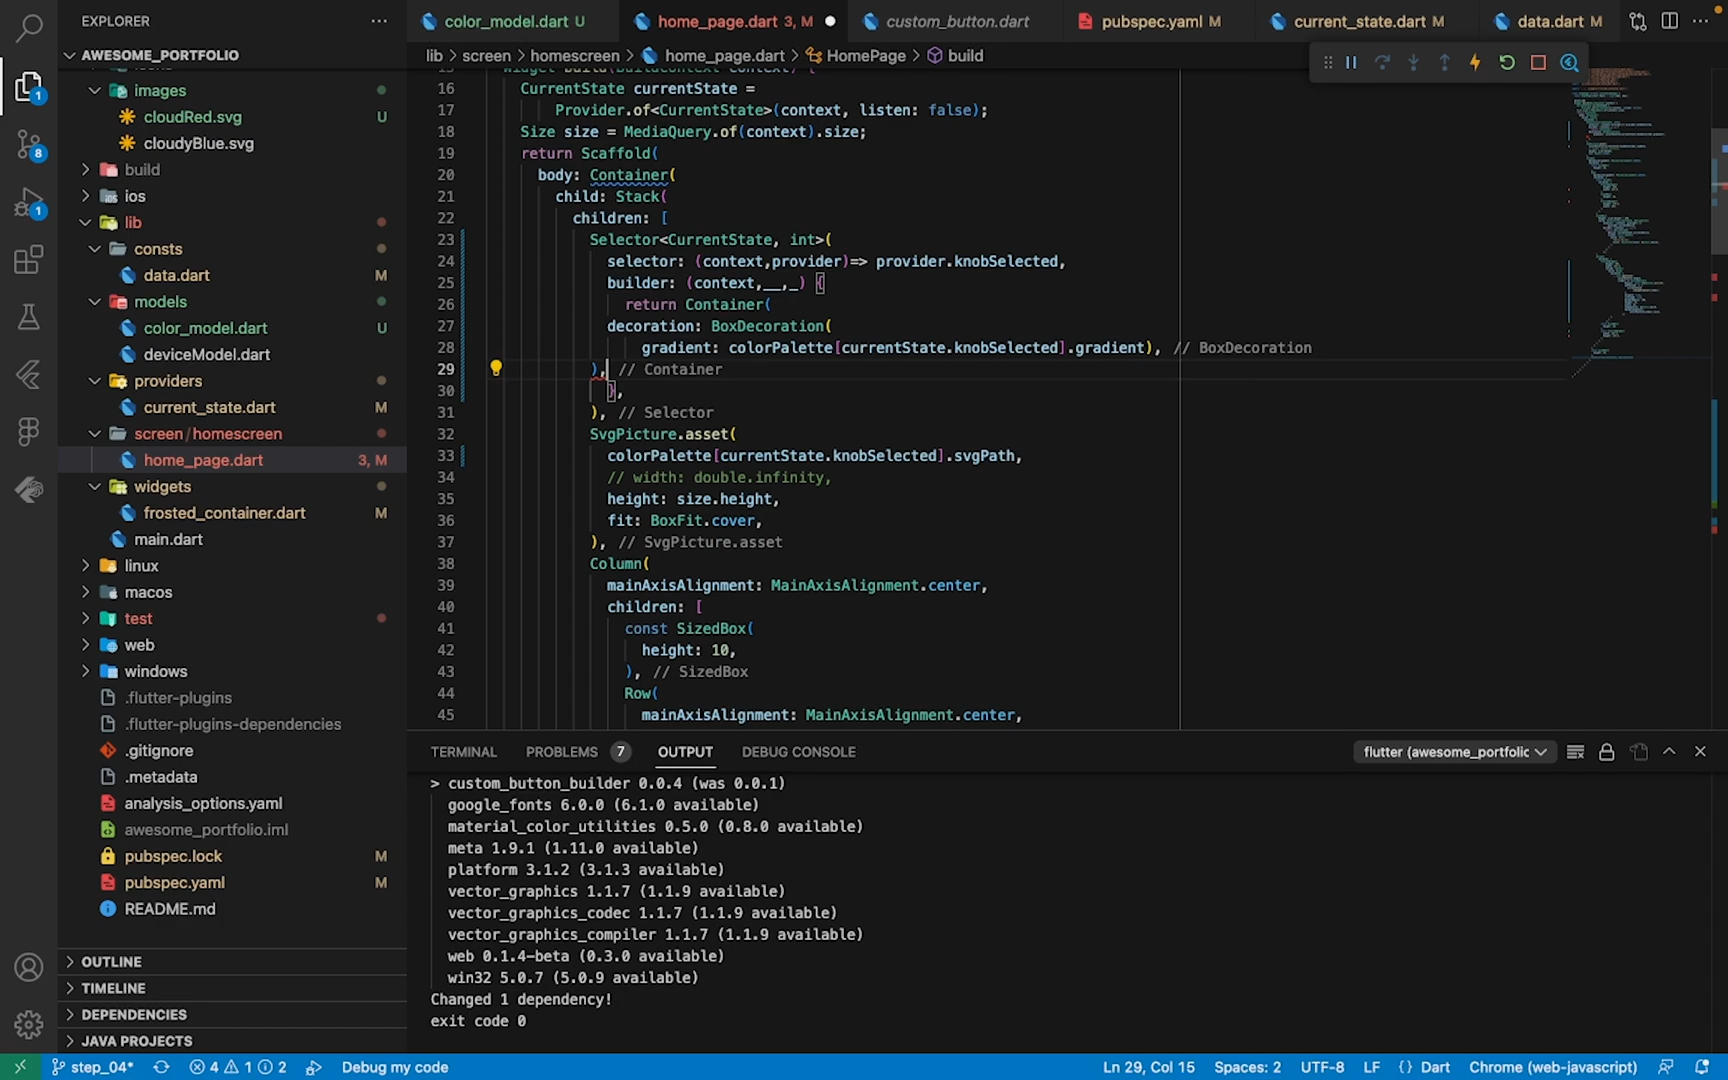 EXPLORER
AWESOME_PORTFOLIO
images
cloudRed.svg U
cloudyBlue.svg
build
ios
lib
consts
data.dart M
models
color_model.dart U
deviceModel.dart
providers
current_state.dart M
screen/homescreen
home_page.dart 3, M
widgets
frosted_container.dart M
main.dart
linux
macos
test
web
windows
.flutter-plugins
.flutter-plugins-dependencies
.gitignore
.metadata
analysis_options.yaml
awesome_portfolio.iml
pubspec.lock M
pubspec.yaml M
README.md
OUTLINE
TIMELINE
DEPENDENCIES
JAVA PROJECTS
1
8
1
color_model.dart U
home_page.dart 3, M
custom_button.dart
pubspec.yaml M
current_state.dart M
data.dart M
lib > screen > homescreen > home_page.dart > HomePage > build
16 CurrentState currentState =
17 Provider.of<CurrentState>(context, listen: false);
18 Size size = MediaQuery.of(context).size;
19 return Scaffold(
20 body: Container(
21 child: Stack(
22 children: [
23 Selector<CurrentState, int>(
24 selector: (context,provider)=> provider.knobSelected,
25 builder: (context,__,_) {
26 return Container(
27 decoration: BoxDecoration(
28 gradient: colorPalette[currentState.knobSelected].gradient), // BoxDecoration
29 ), // Container
30 },
31 ), // Selector
32 SvgPicture.asset(
33 colorPalette[currentState.knobSelected].svgPath,
34 // width: double.infinity,
35 height: size.height,
36 fit: BoxFit.cover,
37 ), // SvgPicture.asset
38 Column(
39 mainAxisAlignment: MainAxisAlignment.center,
40 children: [
41 const SizedBox(
42 height: 10,
43 ), // SizedBox
44 Row(
45 mainAxisAlignment: MainAxisAlignment.center,
TERMINAL PROBLEMS 7 OUTPUT DEBUG CONSOLE
flutter (awesome_portfolio
> custom_button_builder 0.0.4 (was 0.0.1)
google_fonts 6.0.0 (6.1.0 available)
material_color_utilities 0.5.0 (0.8.0 available)
meta 1.9.1 (1.11.0 available)
platform 3.1.2 (3.1.3 available)
vector_graphics 1.1.7 (1.1.9 available)
vector_graphics_codec 1.1.7 (1.1.9 available)
vector_graphics_compiler 1.1.7 (1.1.9 available)
web 0.1.4-beta (0.3.0 available)
win32 5.0.7 (5.0.9 available)
Changed 1 dependency!
exit code 0
step_04* 4 1 2 Debug my code Ln 29, Col 15 Spaces: 2 UTF-8 LF {} Dart Chrome (web-javascript)